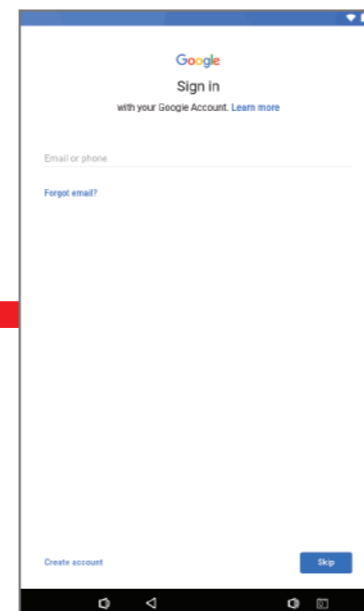 Google
Sign in
with your Google Account. Learn more
Email or phone
Forgot email?
Create account
Skip